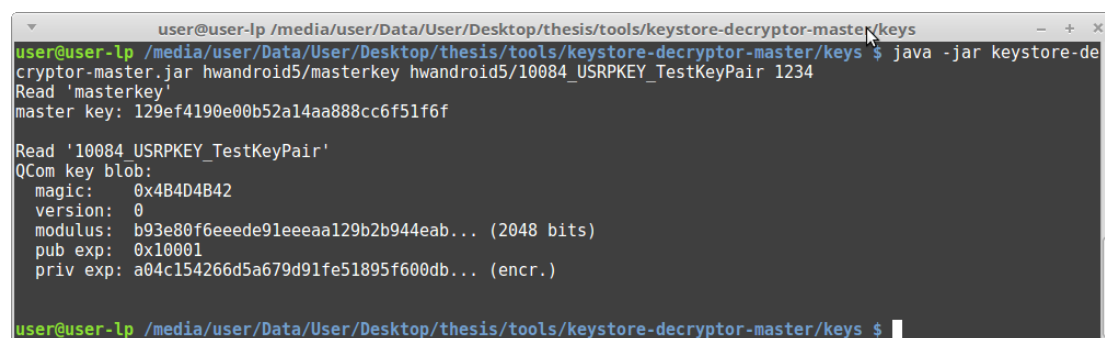 user@user-lp /media/user/Data/User/Desktop/thesis/tools/keystore-decryptor-master/keys
user@user-lp /media/user/Data/User/Desktop/thesis/tools/keystore-decryptor-master/keys $ java -jar keystore-de
cryptor-master.jar hwandroid5/masterkey hwandroid5/10084_USRPKEY_TestKeyPair 1234
Read 'masterkey'
master key: 129ef4190e00b52a14aa888cc6f51f6f
Read '10084_USRPKEY_TestKeyPair'
QCom key blob:
magic: 0x4B4D4B42
version: 0
modulus: b93e80f6eeede91eeeaa129b2b944eab... (2048 bits)
pub exp: 0x10001
priv exp: a04c154266d5a679d91fe51895f600db... (encr.)
user@user-lp /media/user/Data/User/Desktop/thesis/tools/keystore-decryptor-master/keys $